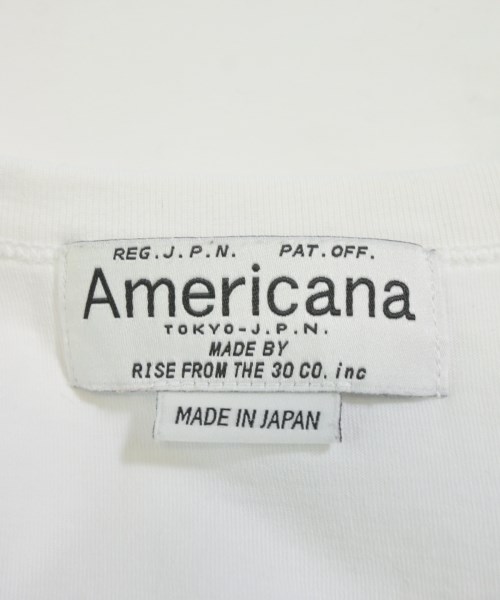 REG.J.P.N. PAT.OFF.
Americana
TOKYO-J.P.N.
MADE BY
RISE FROM THE 30 CO. inc
MADE IN JAPAN